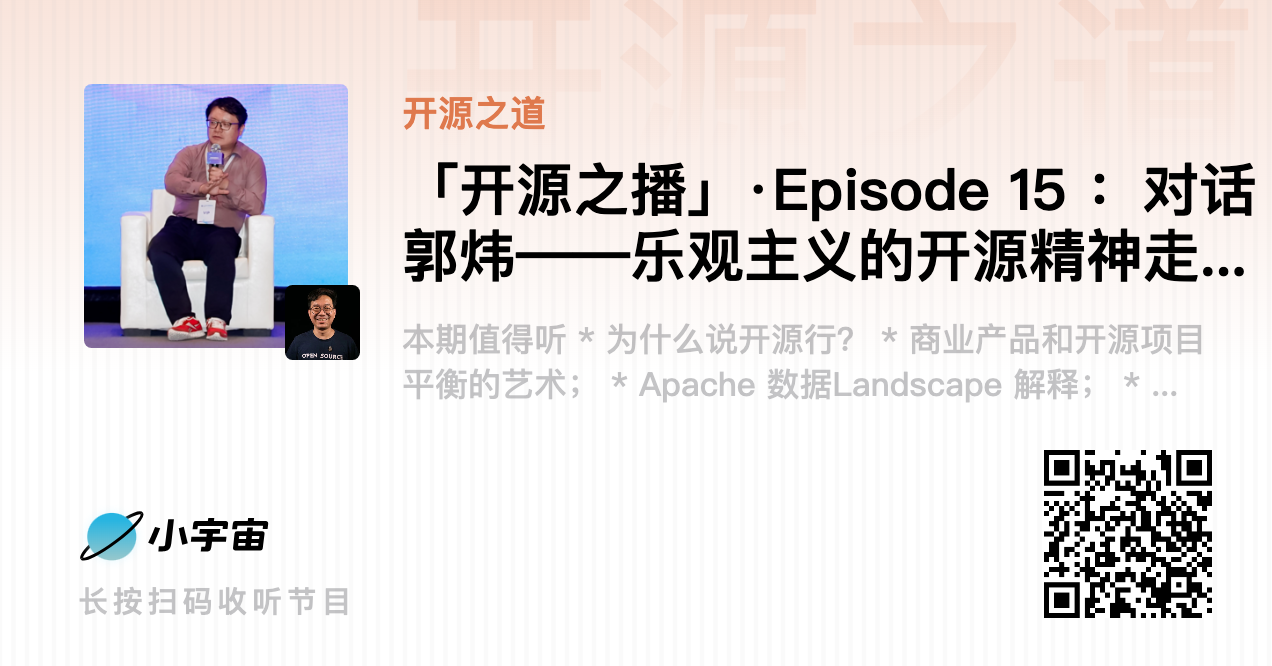 开源之道
开源之道
「开源之播」·Episode 15 ：对话
郭炜——乐观主义的开源精神走...
本期值得听 * 为什么说开源行？ * 商业产品和开源项目
平衡的艺术； * Apache 数据Landscape 解释； * ...
OPEN SOURCE
小宇宙
长按扫码收听节目